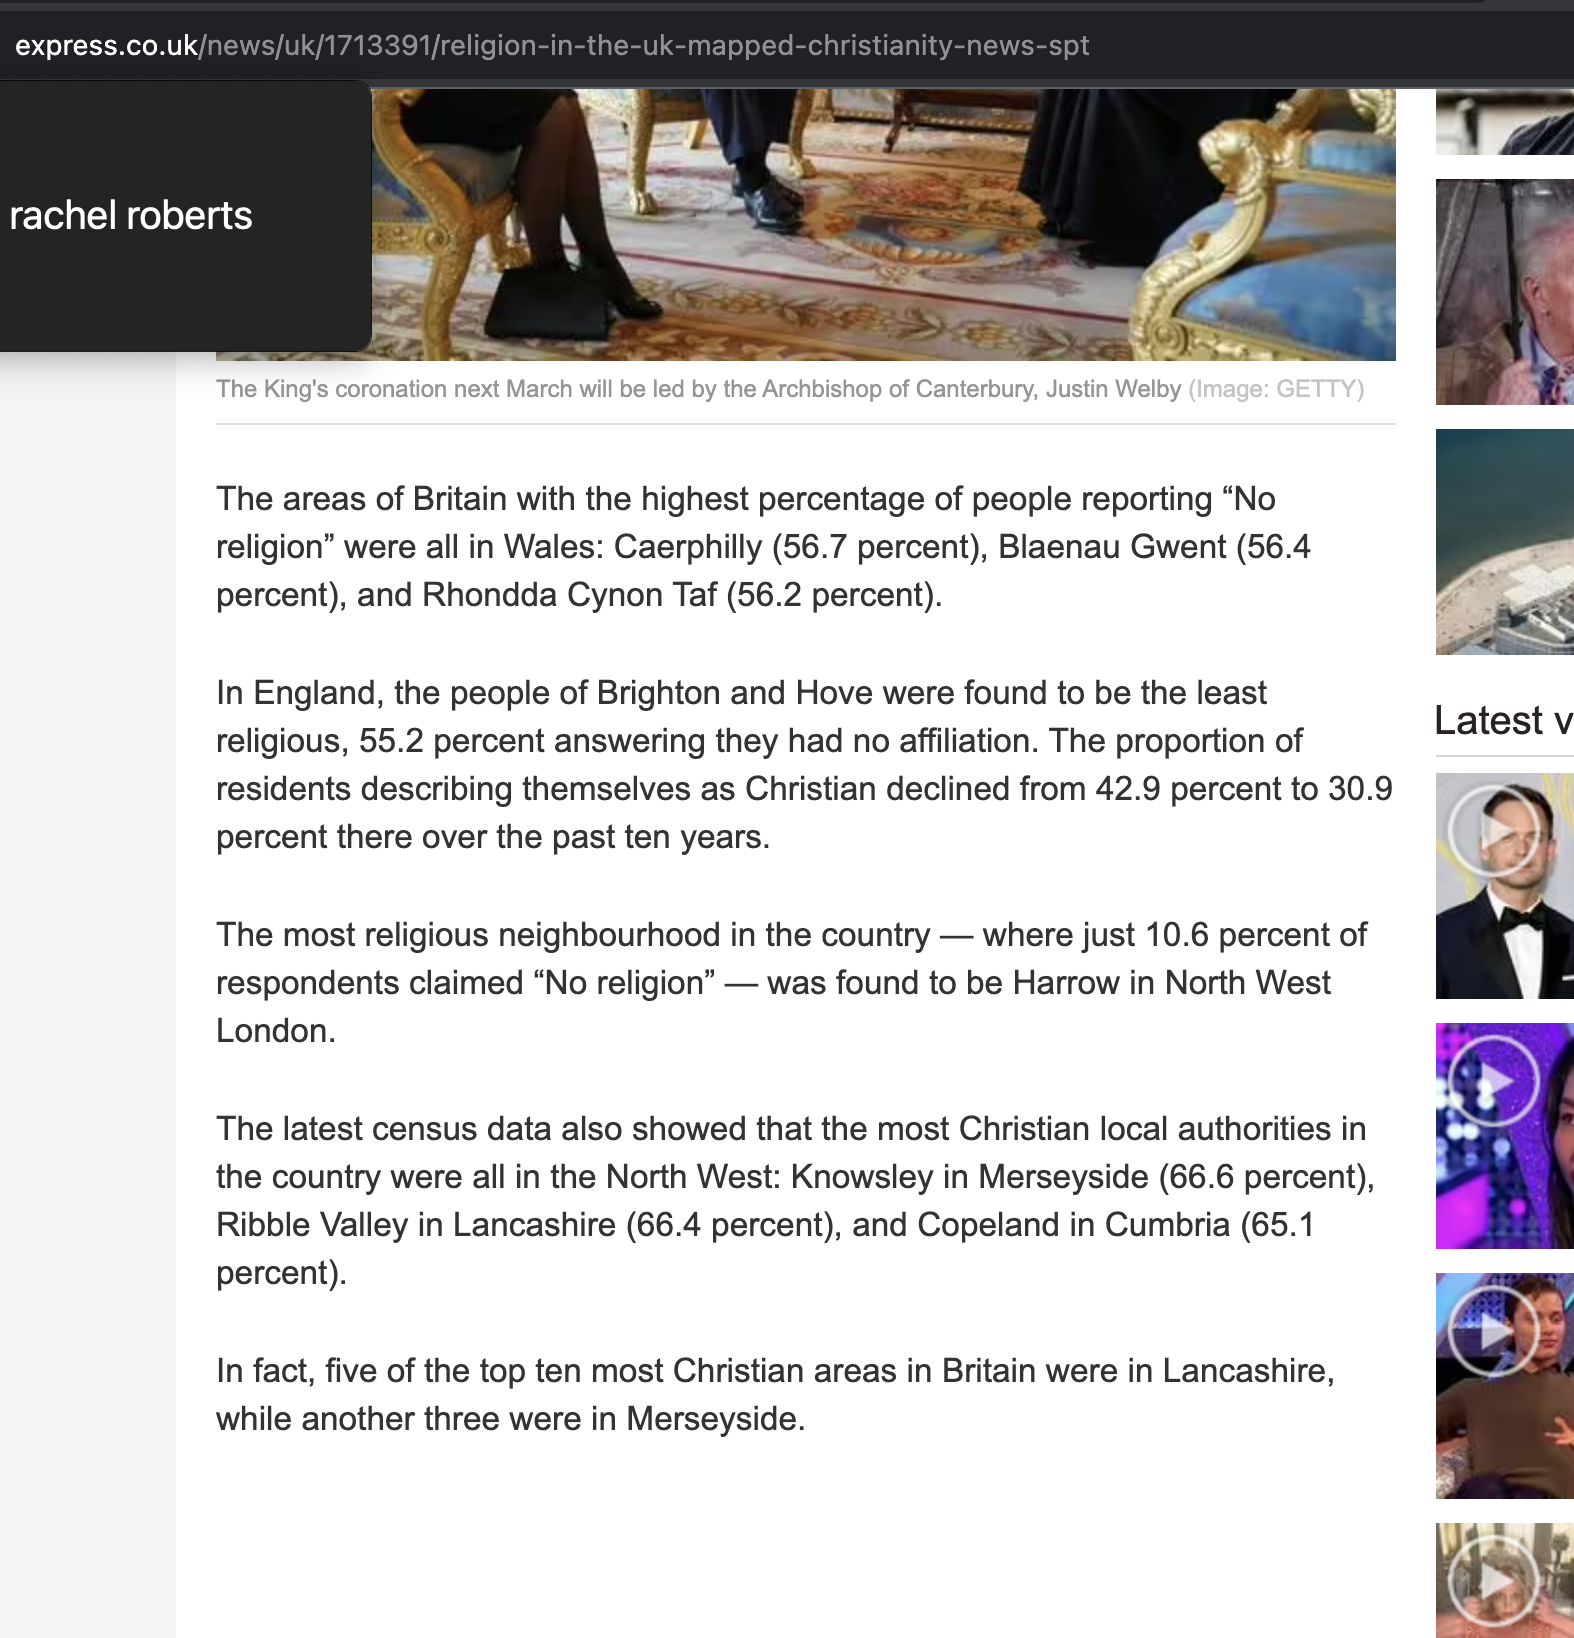 express.co.uk/news/uk/1713391/religion-in-the-uk-mapped-christianity-news-spt
rachel roberts
The King's coronation next March will be led by the Archbishop of Canterbury, Justin Welby (Image: GETTY)
The areas of Britain with the highest percentage of people reporting “No
religion” were all in Wales: Caerphilly (56.7 percent), Blaenau Gwent (56.4
percent), and Rhondda Cynon Taf (56.2 percent).
In England, the people of Brighton and Hove were found to be the least
religious, 55.2 percent answering they had no affiliation. The proportion of
residents describing themselves as Christian declined from 42.9 percent to 30.9
percent there over the past ten years.
The most religious neighbourhood in the country — where just 10.6 percent of
respondents claimed “No religion” — was found to be Harrow in North West
London.
The latest census data also showed that the most Christian local authorities in
the country were all in the North West: Knowsley in Merseyside (66.6 percent),
Ribble Valley in Lancashire (66.4 percent), and Copeland in Cumbria (65.1
percent).
In fact, five of the top ten most Christian areas in Britain were in Lancashire,
while another three were in Merseyside.
Latest v